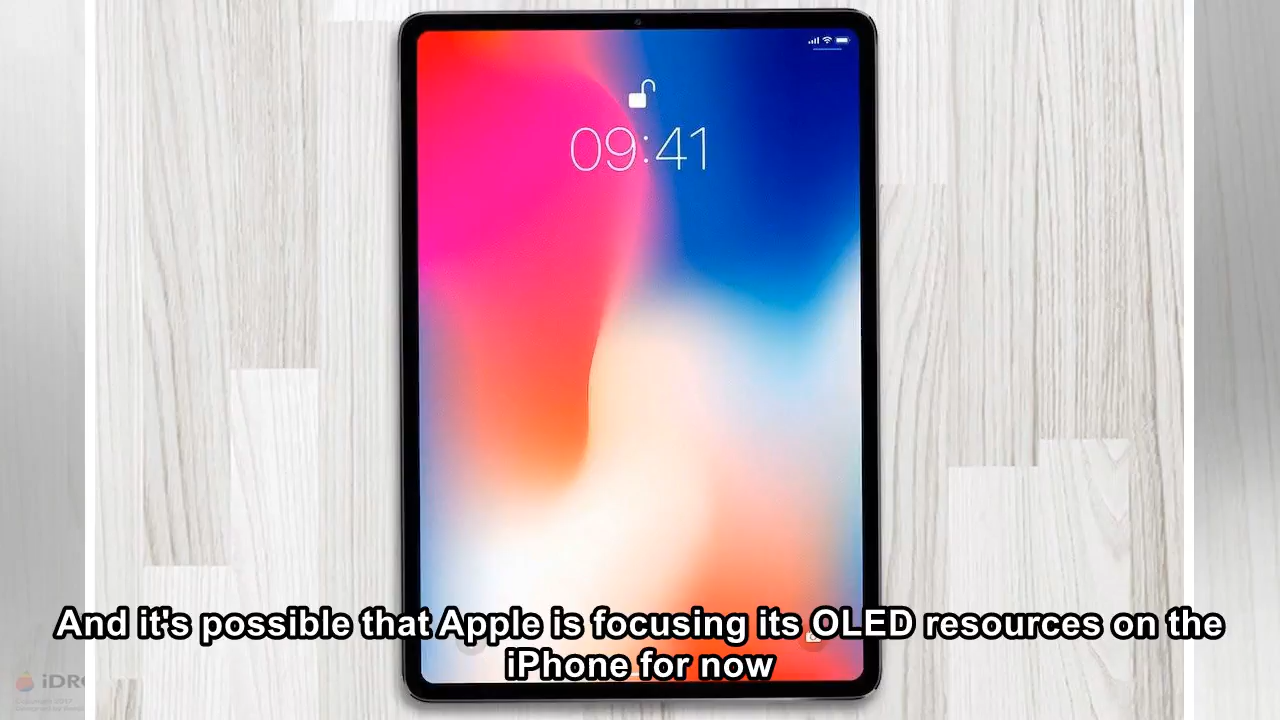 09:41
And it's possible that Apple is focusing its OLED resources on the
iPhone for now